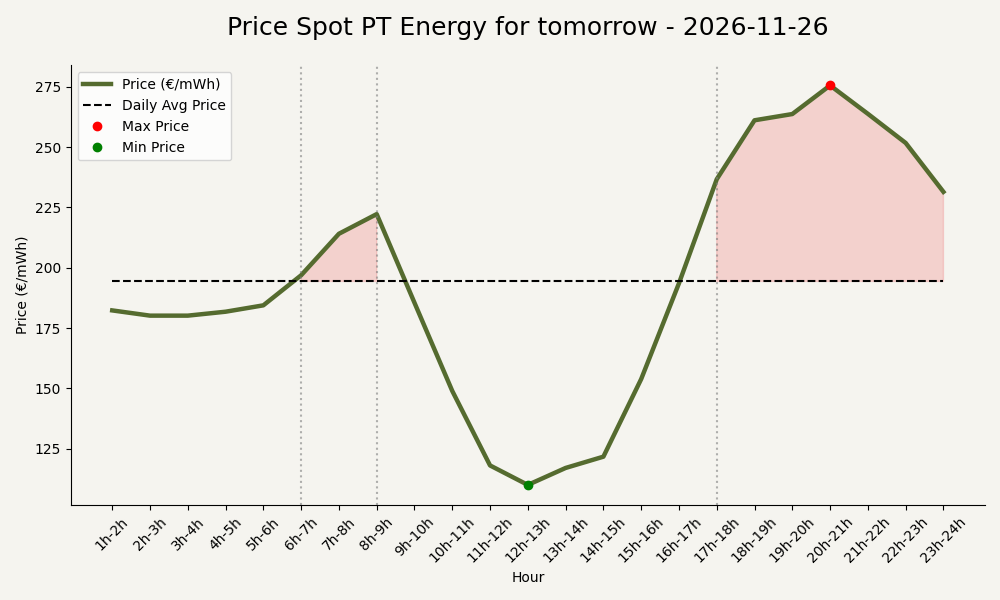 Price Spot PT Energy for tomorrow - 2026-11-26
Price (€/mWh)
Daily Avg Price
Max Price
Min Price
Price (€/mWh)
275
250
225
200
175
150
125
1h-2h
2h-3h
3h-4h
4h-5h
5h-6h
6h-7h
7h-8h
8h-9h
9h-10h
10h-11h
11h-12h
12h-13h
13h-14h
14h-15h
15h-16h
16h-17h
17h-18h
18h-19h
19h-20h
20h-21h
21h-22h
22h-23h
23h-24h
Hour